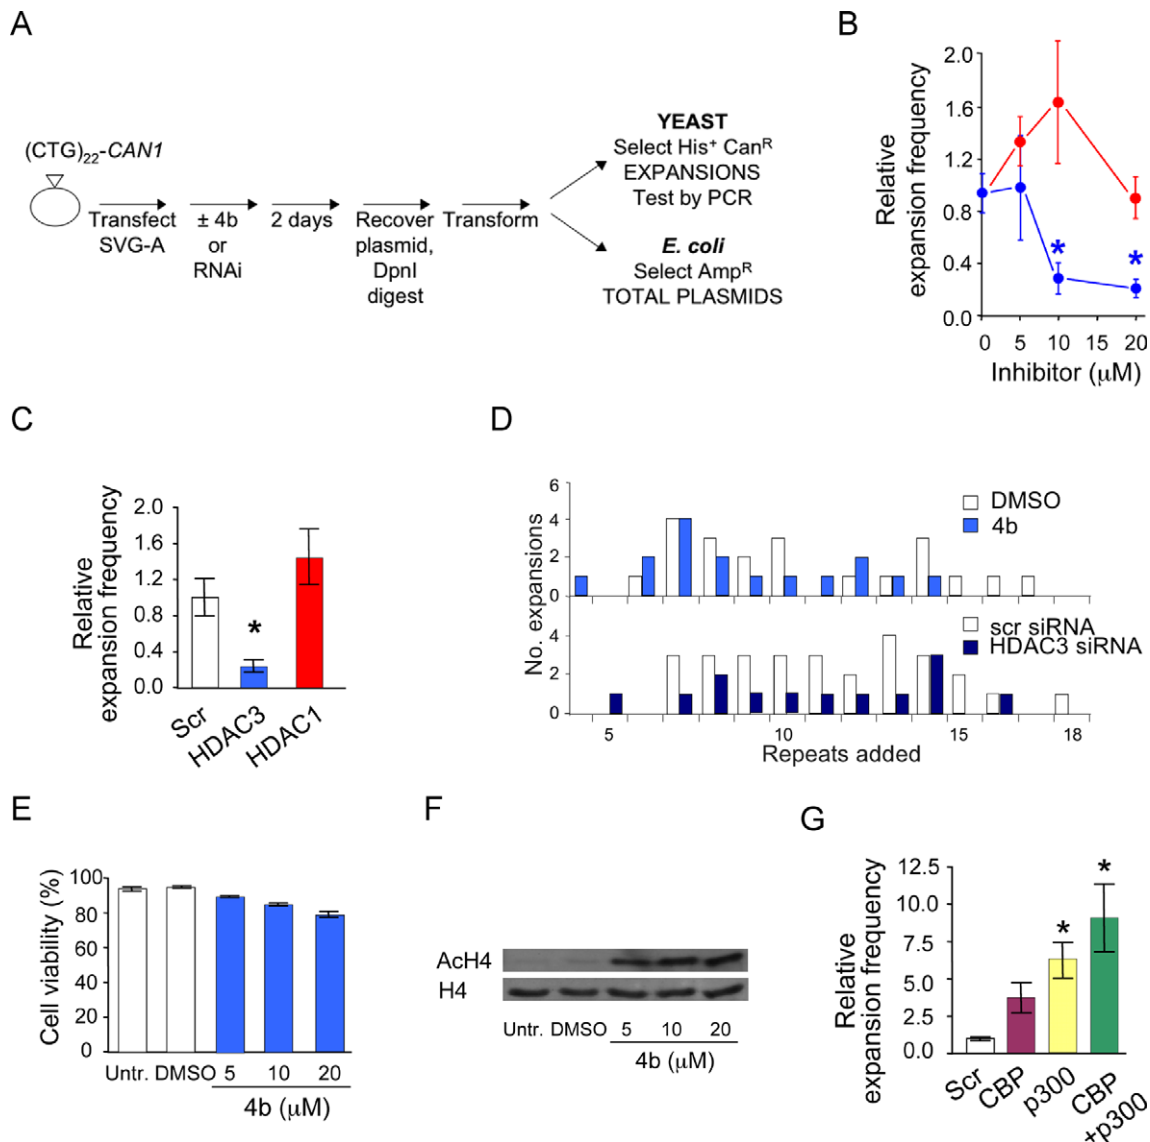 A
(CTG)22-CAN1
Transfect
SVG-A
± 4b
or
RNAi
2 days
Recover
plasmid,
DpnI
digest
Transform
YEAST
Select His+ CanR
EXPANSIONS
Test by PCR
E. coli
Select AmpR
TOTAL PLASMIDS
B
Relative
expansion frequency
2.0
1.6
1.2
0.8
0.4
0.0
*
*
0 5 10 15 20
Inhibitor (μM)
C
Relative
expansion frequency
2.0
1.6
1.2
0.8
0.4
0.0
*
Scr
HDAC3
HDAC1
D
No. expansions
6
4
2
0
DMSO
4b
6
4
2
0
scr siRNA
HDAC3 siRNA
5 10 15 18
Repeats added
E
Cell viability (%)
100
80
60
40
20
0
Untr. DMSO 5 10 20
4b (μM)
F
AcH4
H4
Untr. DMSO 5 10 20
4b (μM)
G
Relative
expansion frequency
12.5
10.0
7.5
5.0
2.5
0.0
*
*
Scr
CBP
p300
CBP
+p300